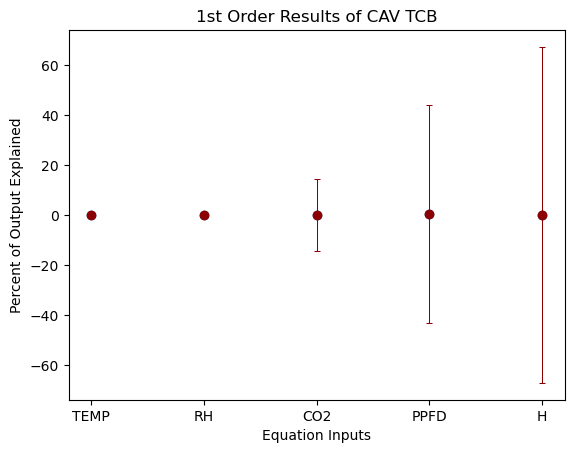 1st Order Results of CAV TCB
Percent of Output Explained
60
40
20
0
−20
−40
−60
TEMP RH CO2 PPFD H
Equation Inputs